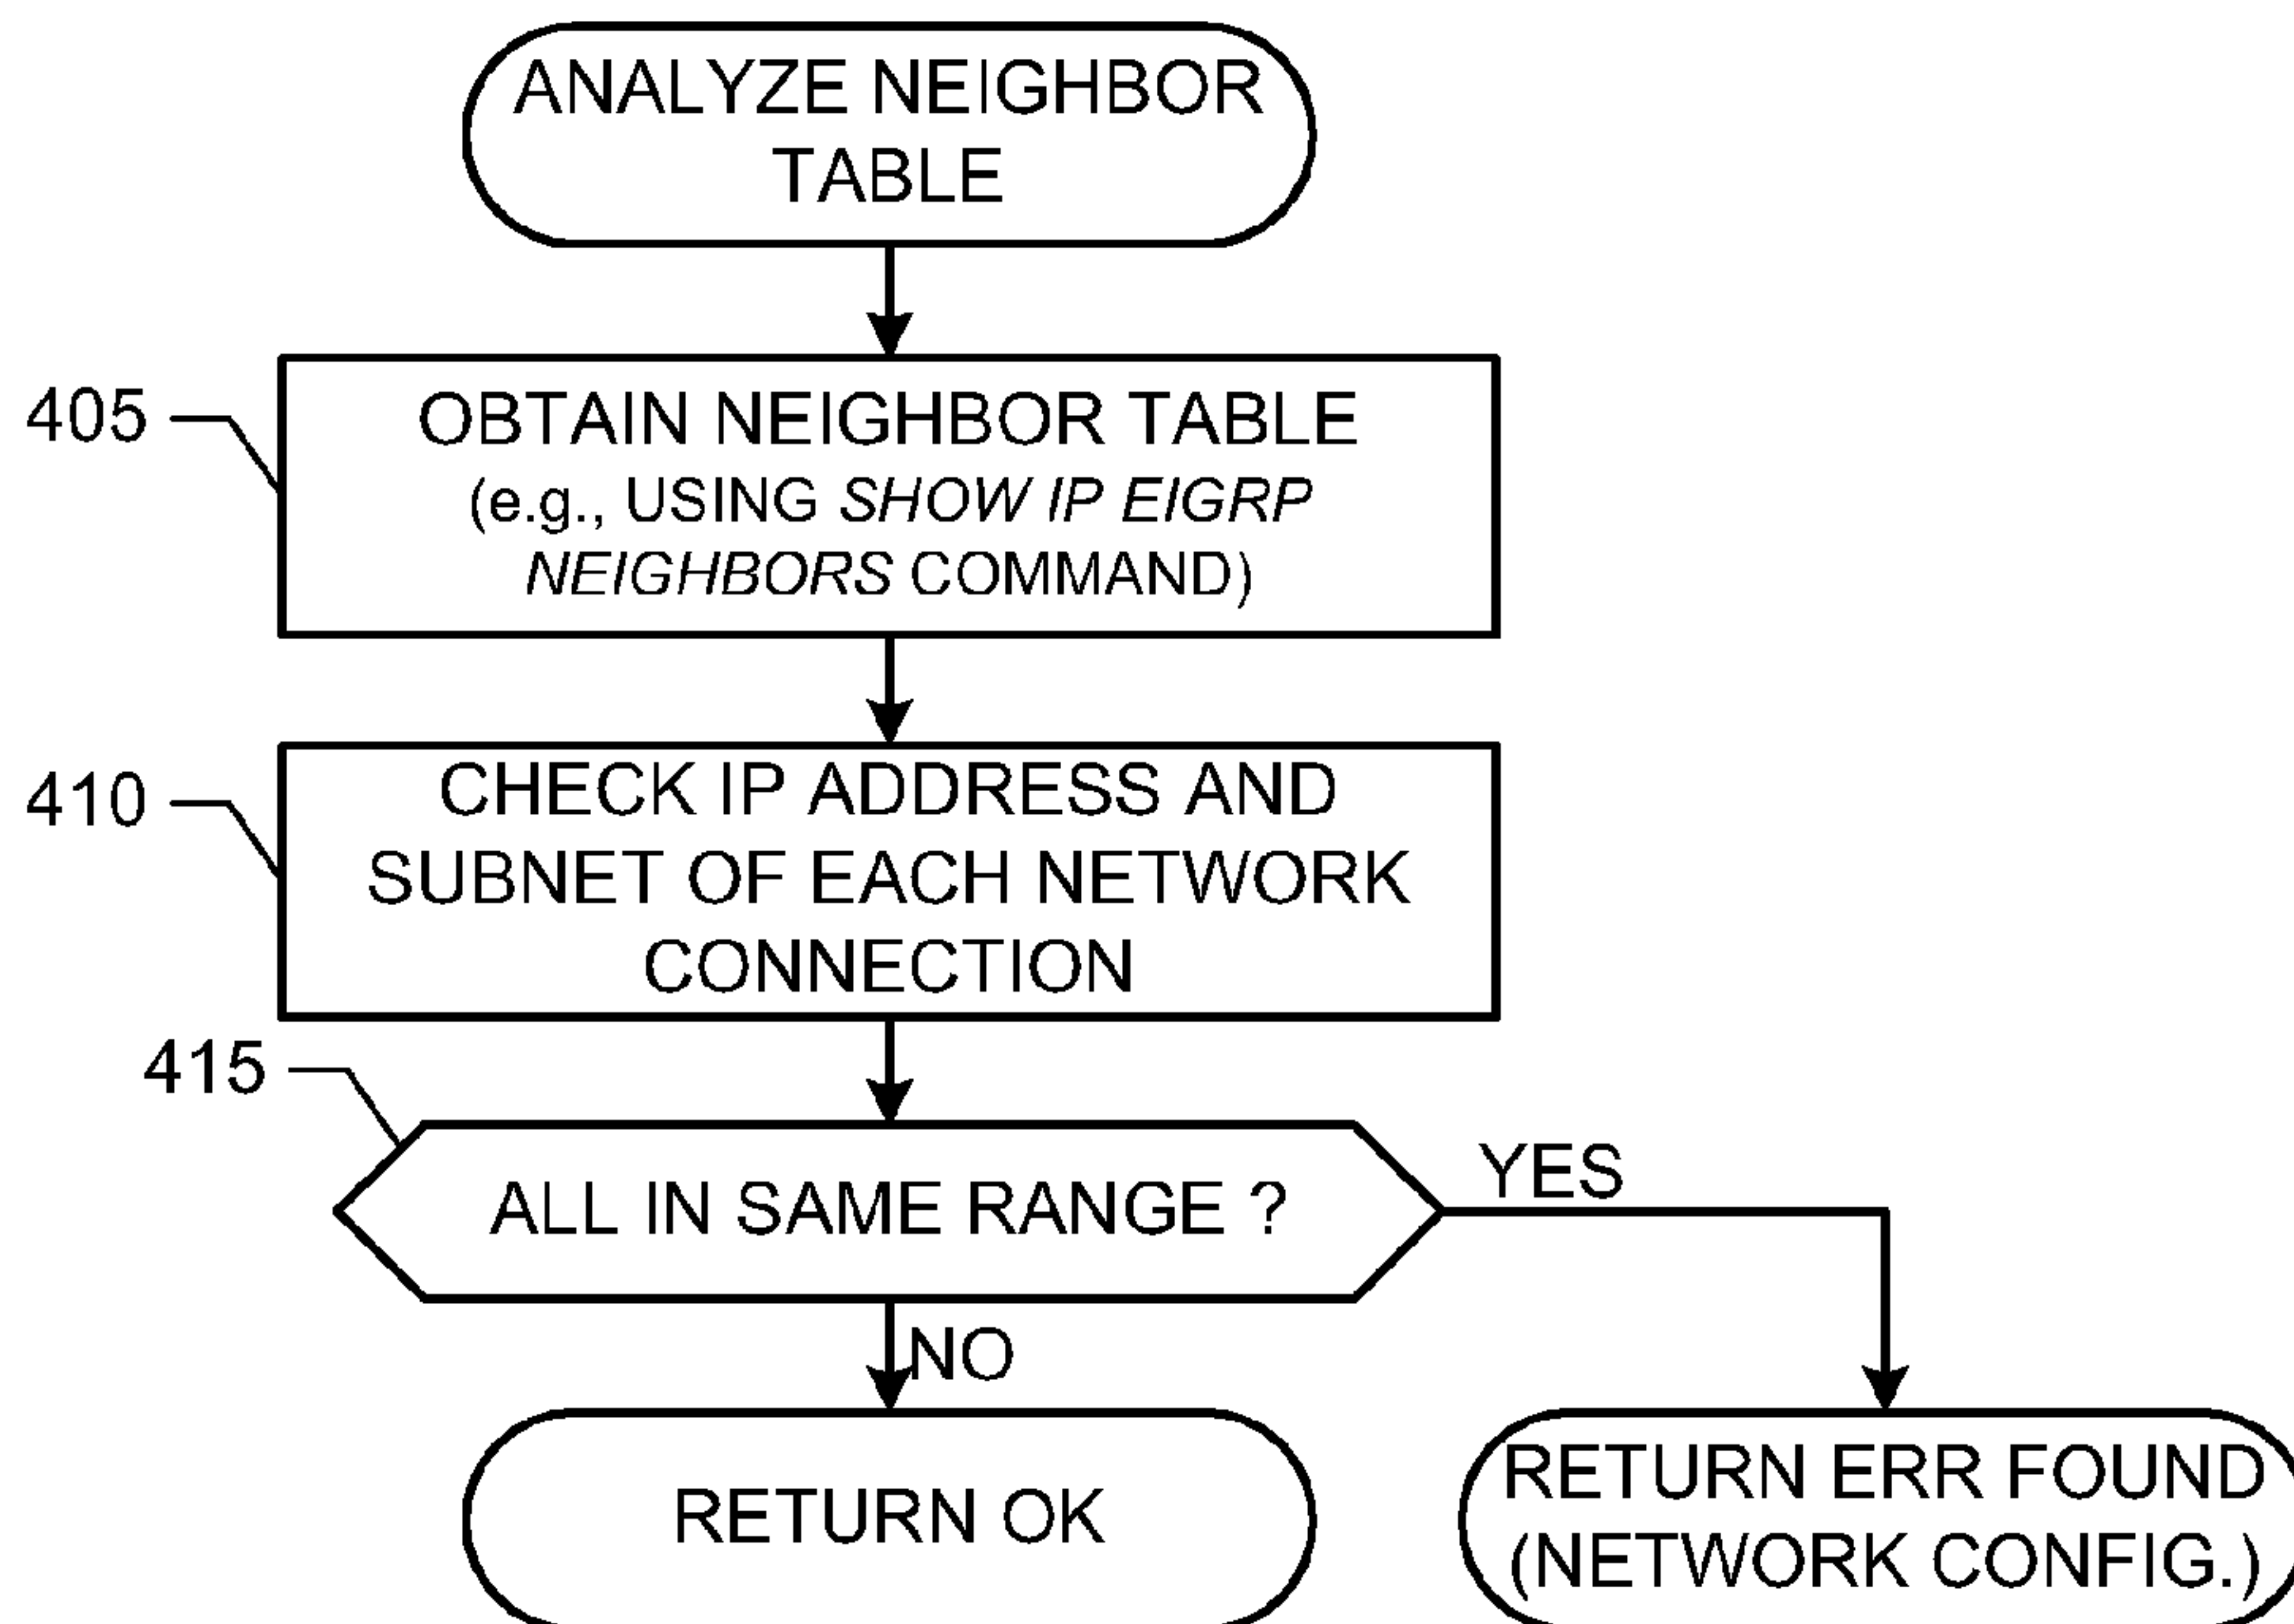 ANALYZE NEIGHBOR
TABLE
405
OBTAIN NEIGHBOR TABLE
(e.g., USING SHOW IP EIGRP
NEIGHBORS COMMAND)
410
CHECK IP ADDRESS AND
SUBNET OF EACH NETWORK
CONNECTION
415
ALL IN SAME RANGE ?
YES
NO
RETURN OK
RETURN ERR FOUND
(NETWORK CONFIG.)